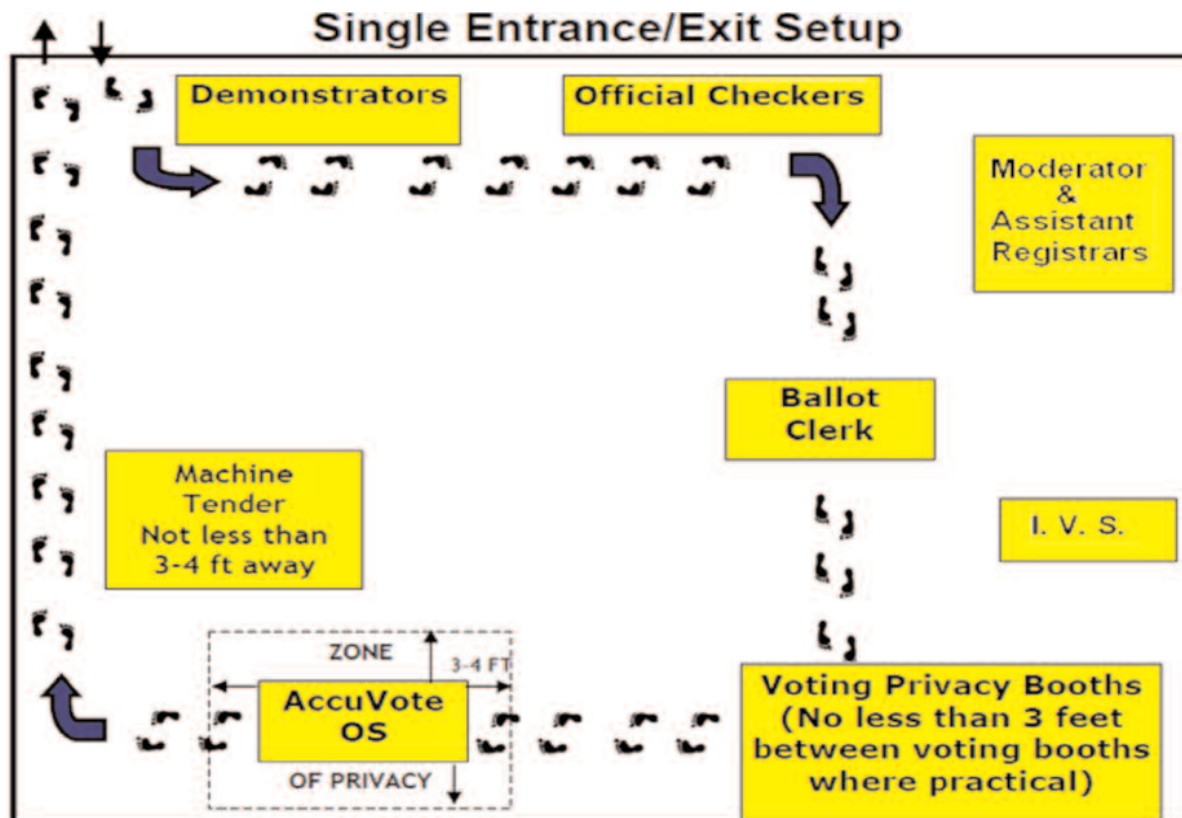 Single Entrance/Exit Setup
Demonstrators
Official Checkers
Moderator
&
Assistant
Registrars
Ballot
Clerk
Machine
Tender
Not less than
3-4 ft away
I. V. S.
ZONE
3-4 FT
AccuVote
OS
OF PRIVACY
Voting Privacy Booths
(No less than 3 feet
between voting booths
where practical)